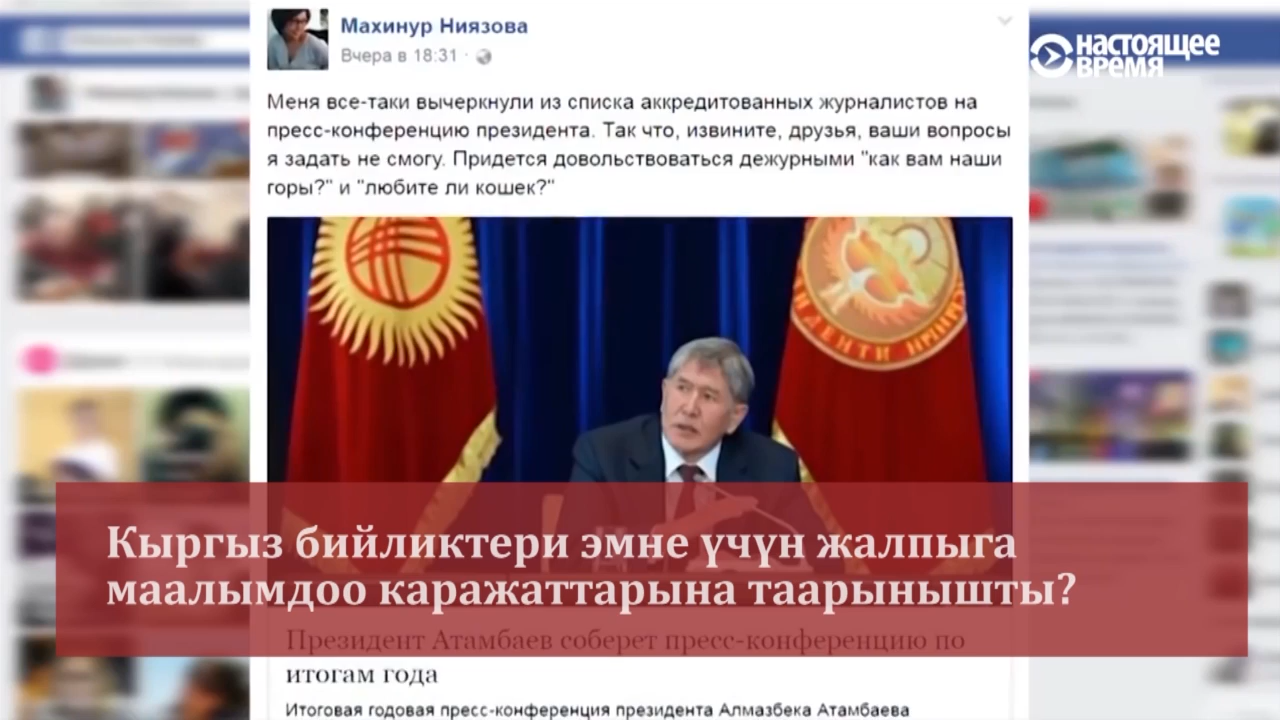 Махинур Ниязова
Вчера в 18:31 ·
НАСТОЯЩЕЕ
ВРЕМЯ
Меня все-таки вычеркнули из списка аккредитованных журналистов на
пресс-конференцию президента. Так что, извините, друзья, ваши вопросы
я задать не смогу. Придется довольствоваться дежурными "как вам наши
горы?" и "любите ли кошек?"
Кыргыз бийликтери эмне үчүн жалпыга
маалымдоо каражаттарына таарынышты?
Президент Атамбаев соберет пресс-конференцию по
итогам года
Итоговая годовая пресс-конференция президента Алмазбека Атамбаева